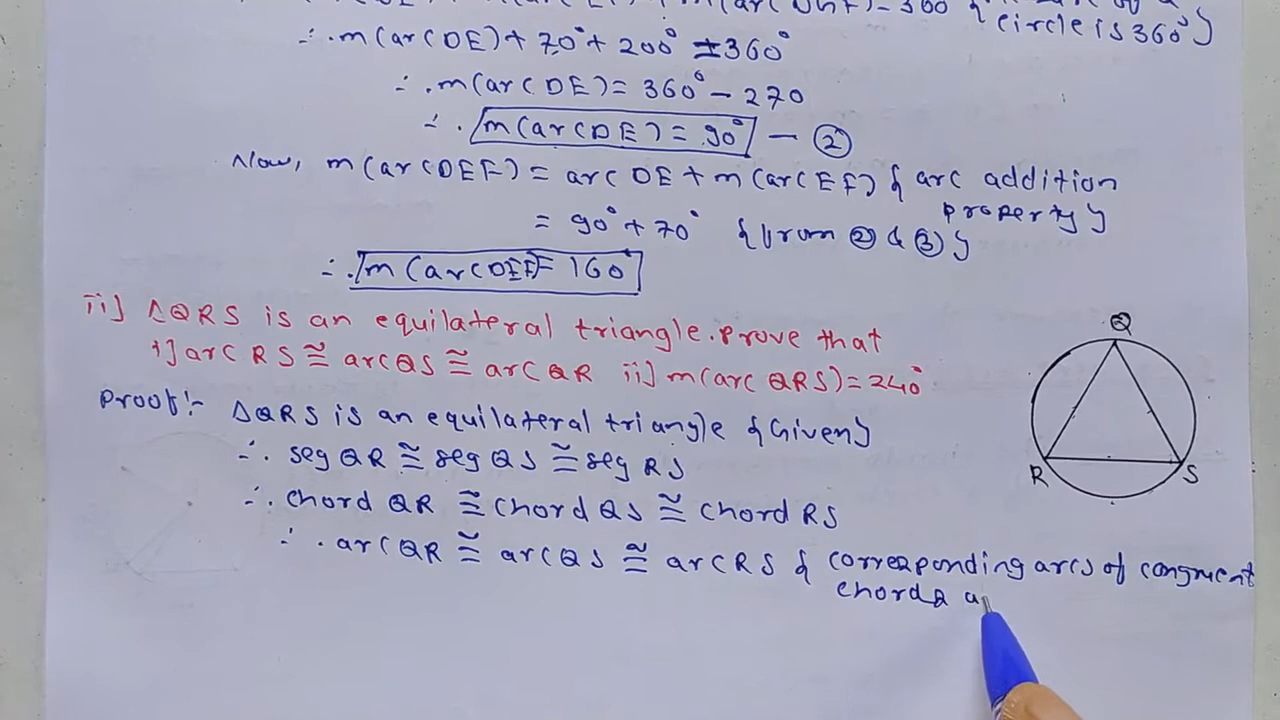 = 360° {
circle is 360°}
∴ m(arc DE) + 70° + 200° = 360°
∴ m(arc DE) = 360° - 270
∴ m(arc DE) = 90° — ②
Now, m(arc DEF) = arc DE + m(arc EF) { arc addition
property}
= 90° + 70° {from ② & ③}
∴ m(arc DEF) = 160°
ii] △QRS is an equilateral triangle. prove that
i] arc RS ≅ arc QS ≅ arc QR ii] m(arc QRS) = 240°
Proof:- △QRS is an equilateral triangle {Given}
∴ seg QR ≅ seg QS ≅ seg RS
∴ chord QR ≅ chord QS ≅ chord RS
∴ arc QR ≅ arc QS ≅ arc RS { corresponding arcs of congruent
chords a
Q
R
S